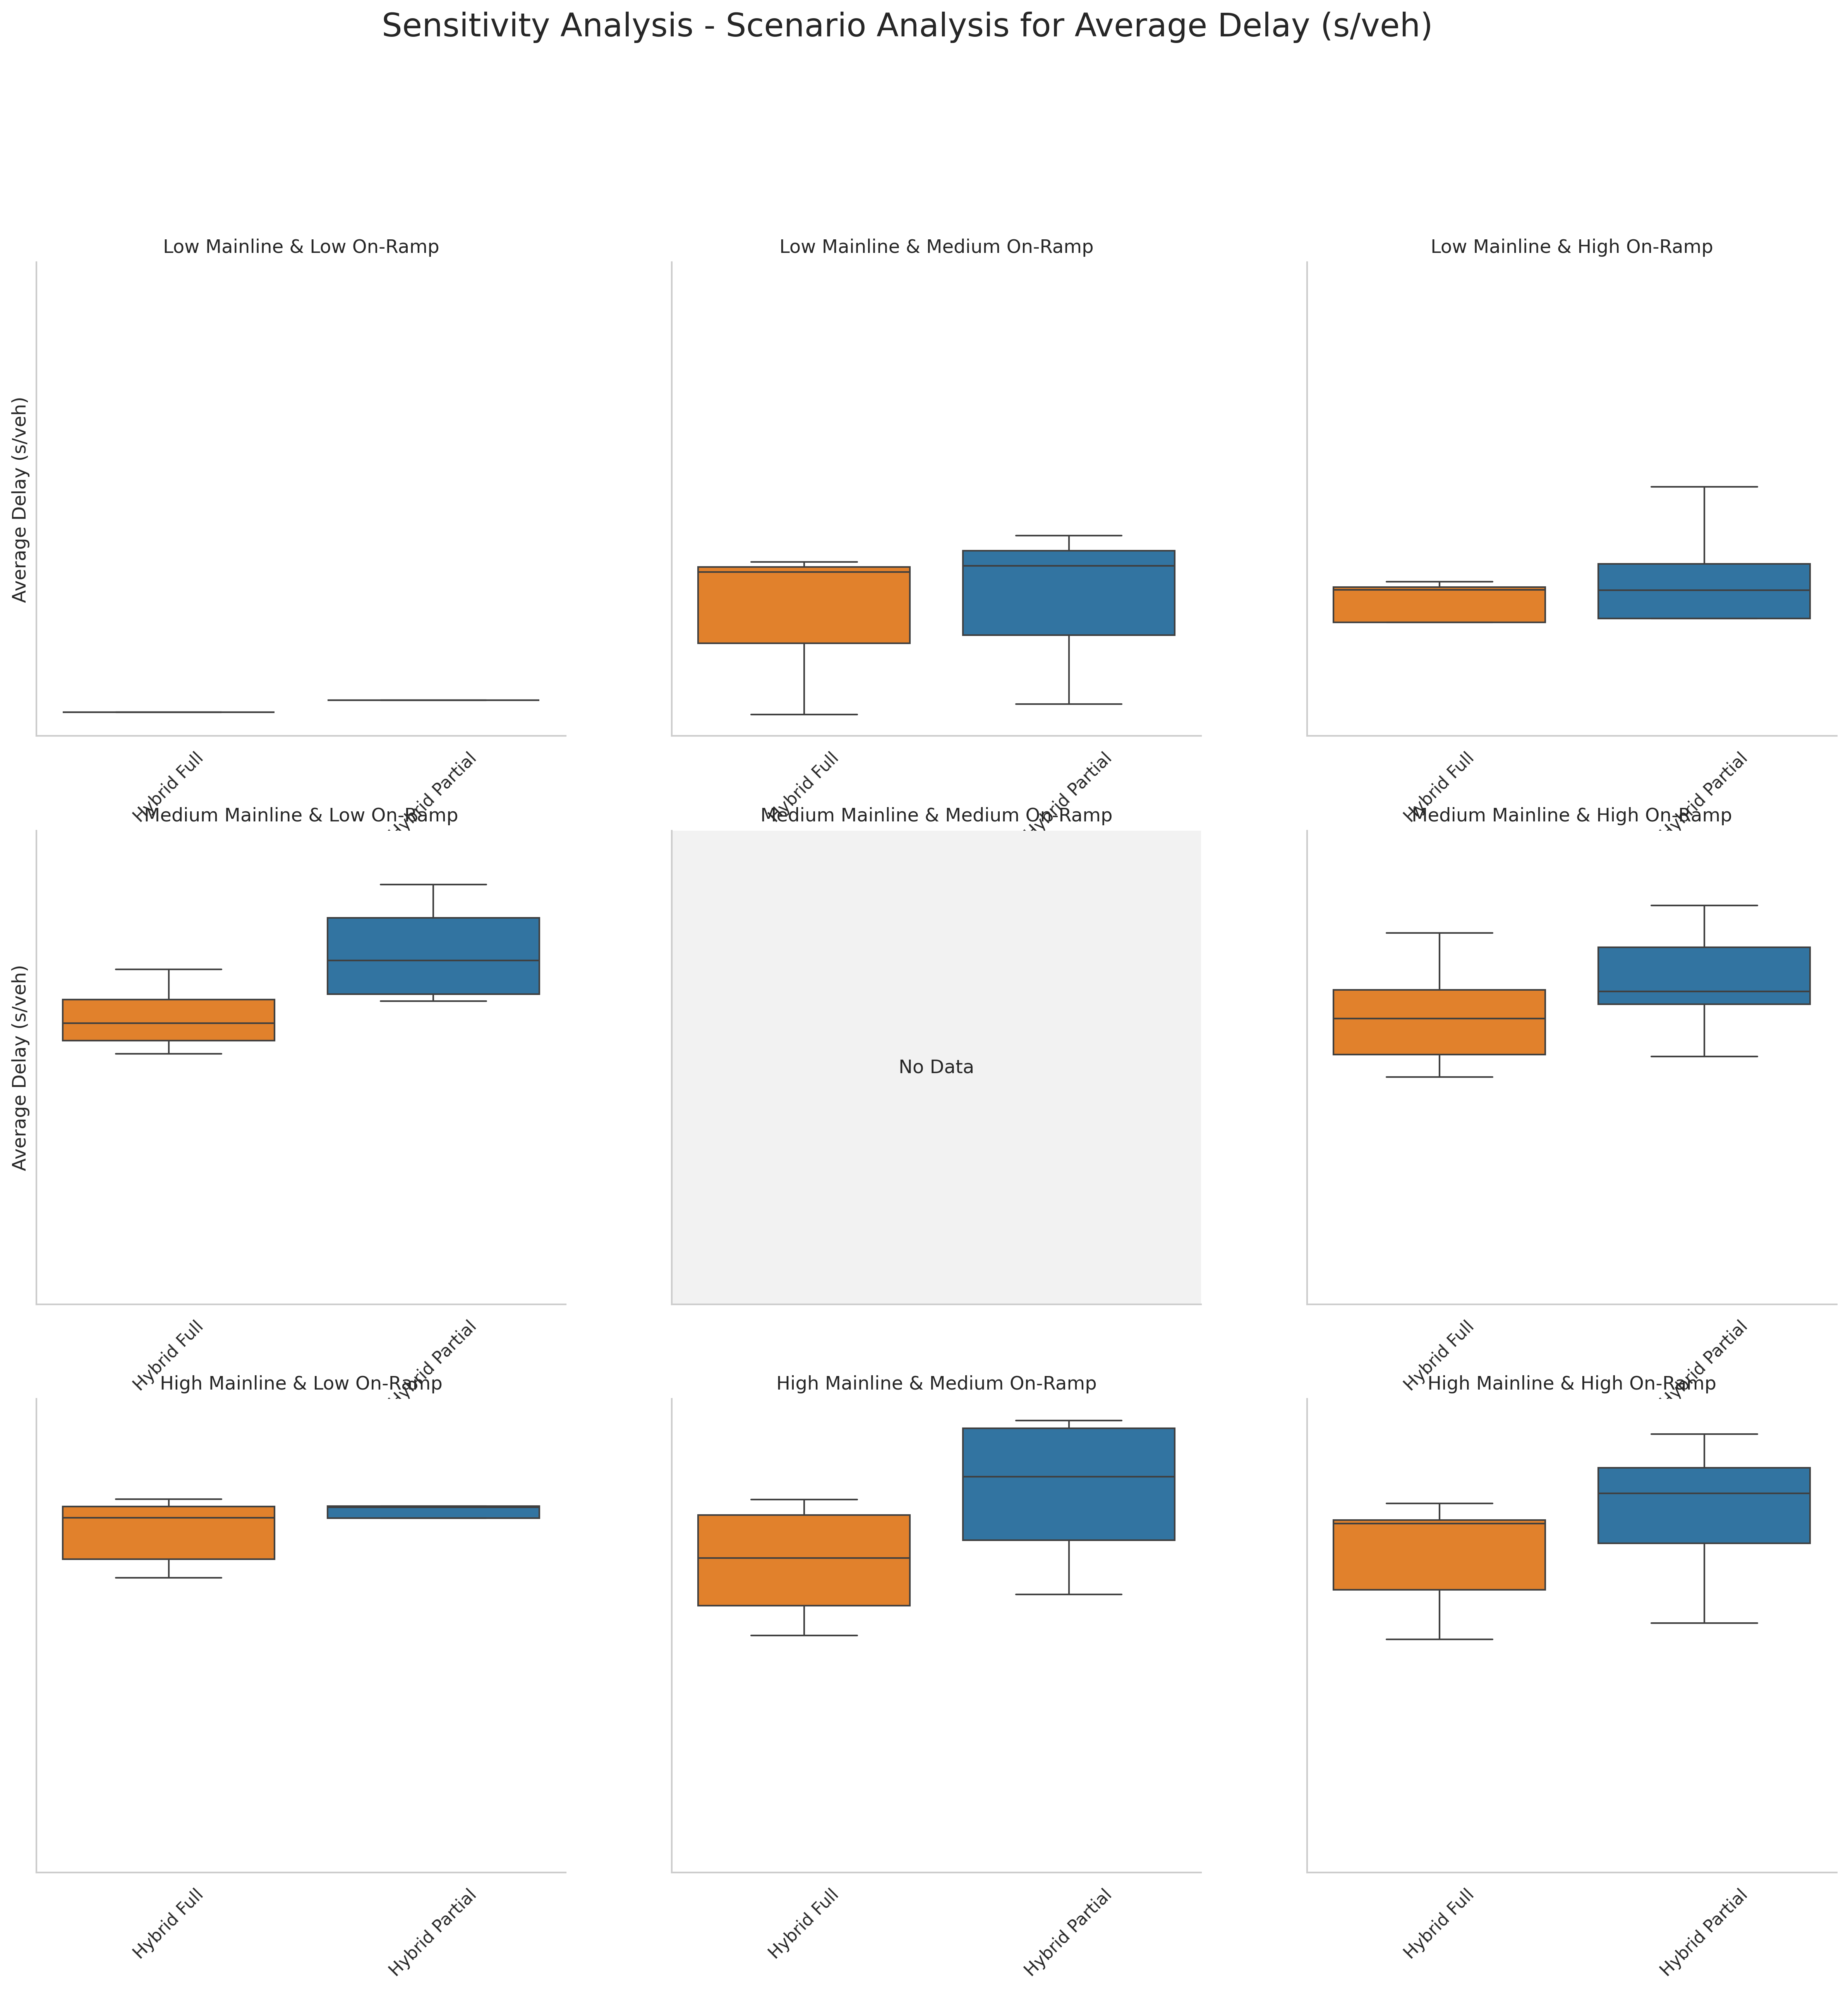 Sensitivity Analysis - Scenario Analysis for Average Delay (s/veh)
Low Mainline & Low On-Ramp
Low Mainline & Medium On-Ramp
Low Mainline & High On-Ramp
Average Delay (s/veh)
Hybrid Full
Hybrid Partial
Hybrid Full
Hybrid Partial
Hybrid Full
Hybrid Partial
Medium Mainline & Low On-Ramp
Medium Mainline & Medium On-Ramp
Medium Mainline & High On-Ramp
Average Delay (s/veh)
No Data
Hybrid Full
Hybrid Partial
Hybrid Full
Hybrid Partial
High Mainline & Low On-Ramp
High Mainline & Medium On-Ramp
High Mainline & High On-Ramp
Hybrid Full
Hybrid Partial
Hybrid Full
Hybrid Partial
Hybrid Full
Hybrid Partial